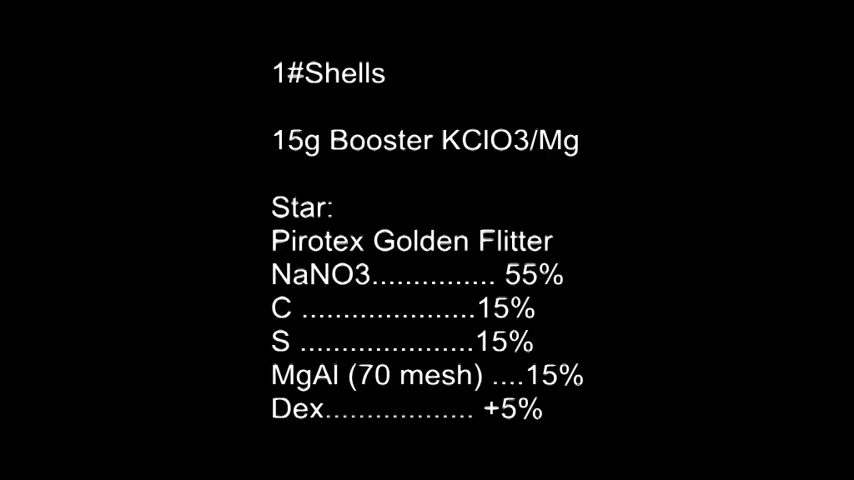 1#Shells
15g Booster KClO3/Mg
Star:
Pirotex Golden Flitter
NaNO3............... 55%
C .....................15%
S .....................15%
MgAl (70 mesh) ....15%
Dex.................. +5%